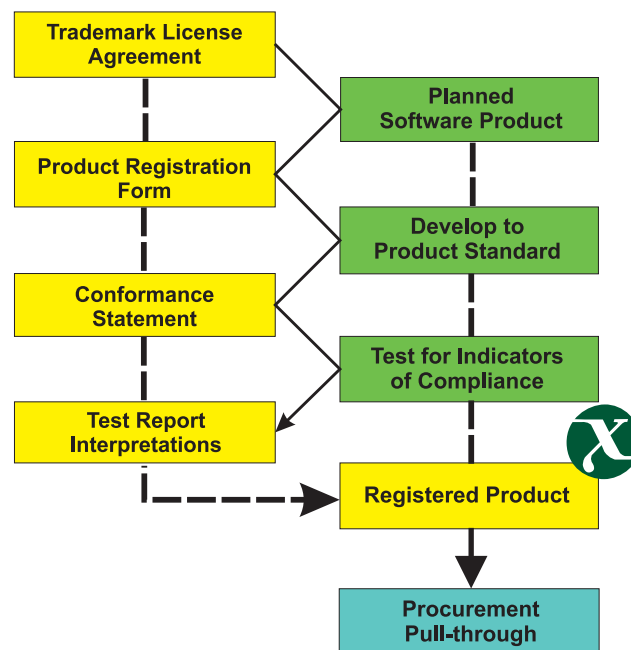 Trademark License
Agreement
Planned
Software Product
Product Registration
Form
Develop to
Product Standard
Conformance
Statement
Test for Indicators
of Compliance
Test Report
Interpretations
X
Registered Product
Procurement
Pull-through